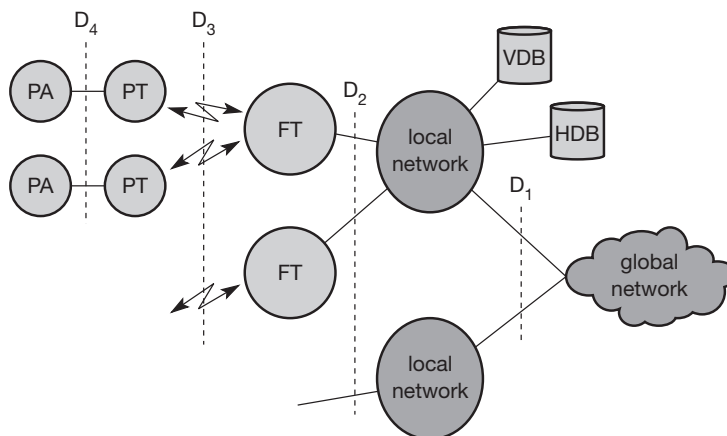 D4
D3
VDB
PA
PT
D2
FT
local
network
HDB
PA
PT
D1
FT
global
network
local
network